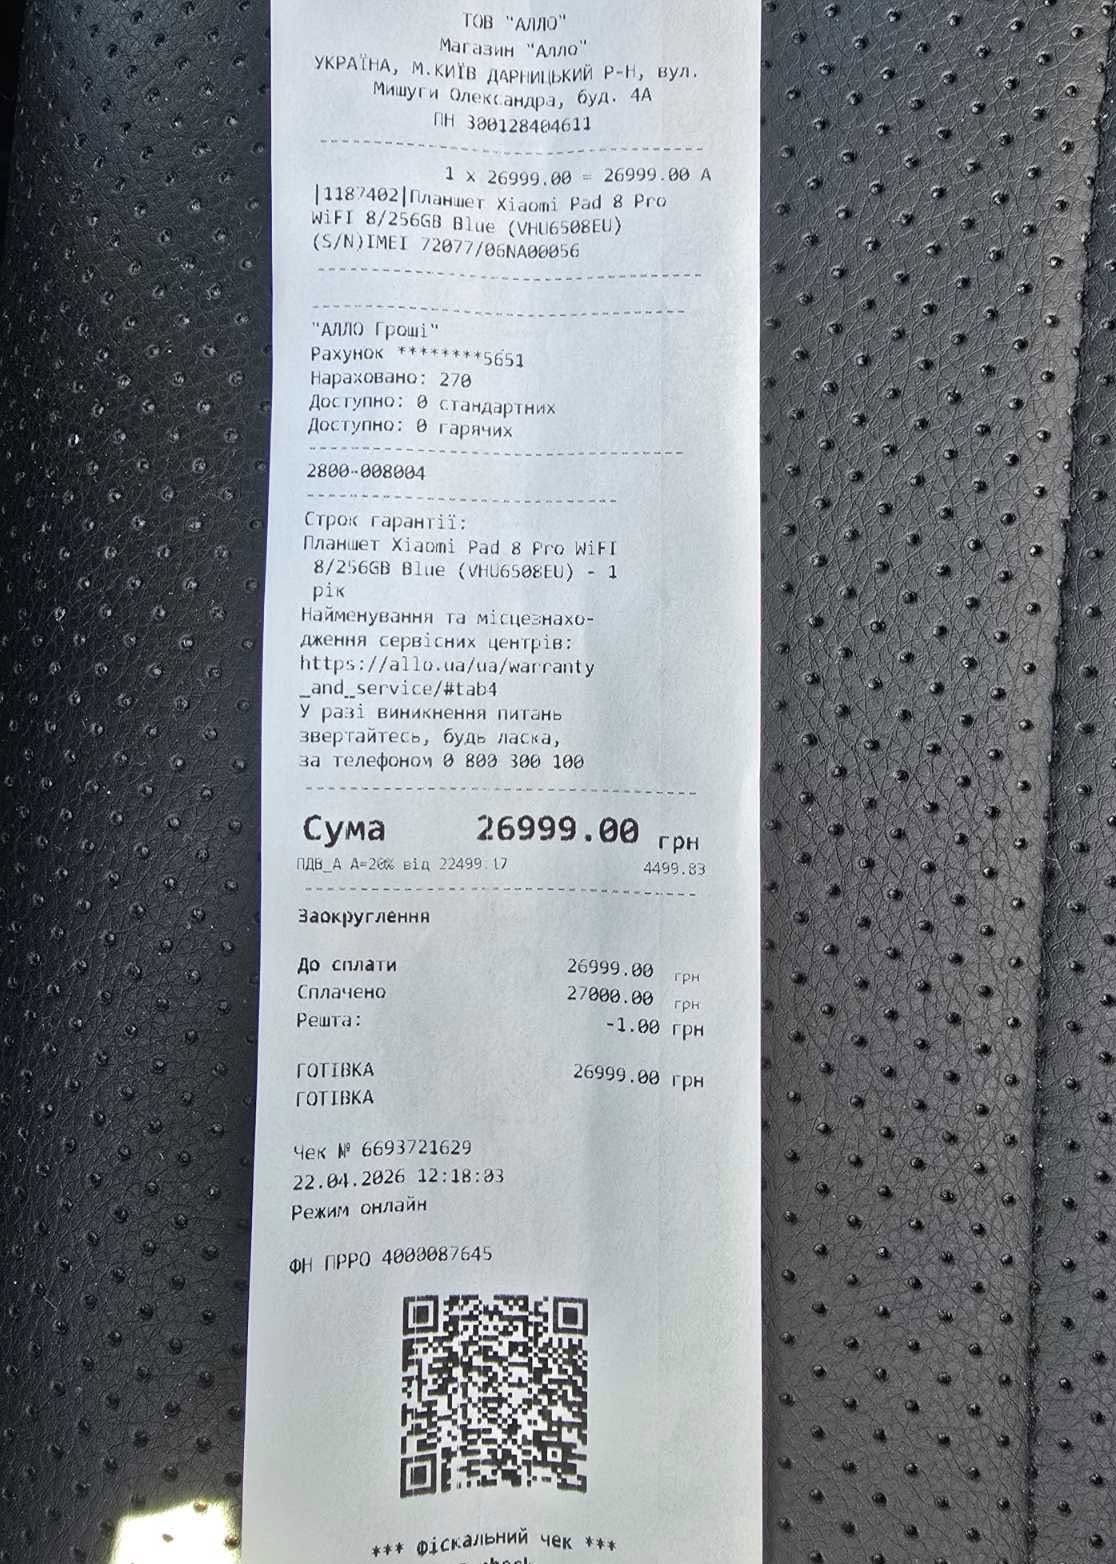 ТОВ "АЛЛО"
Магазин "Алло"
УКРАЇНА, М.КИЇВ ДАРНИЦЬКИЙ Р-Н, вул.
Мишуги Олександра, буд. 4А
ПН 300128404611
1 x 26999.00 = 26999.00 А
|1187402|Планшет Xiaomi Pad 8 Pro
WiFI 8/256GB Blue (VHU6508EU)
(S/N)IMEI 72077/06NA00056
"АЛЛО Гроші"
Рахунок ********5651
Нараховано: 270
Доступно: 0 стандартних
Доступно: 0 гарячих
2800-008004
Строк гарантії:
Планшет Xiaomi Pad 8 Pro WiFI
8/256GB Blue (VHU6508EU) - 1
рік
Найменування та місцезнахо-
дження сервісних центрів:
https://allo.ua/ua/warranty
_and_service/#tab4
У разі виникнення питань
звертайтесь, будь ласка,
за телефоном 0 800 300 100
Сума 26999.00 грн
ПДВ_А А=20% від 22499.17 4499.83
Заокруглення
До сплати 26999.00 грн
Сплачено 27000.00 грн
Решта: -1.00 грн
ГОТІВКА 26999.00 грн
ГОТІВКА
Чек № 6693721629
22.04.2026 12:18:03
Режим онлайн
ФН ПРРО 4000087645
*** Фіскальний чек ***